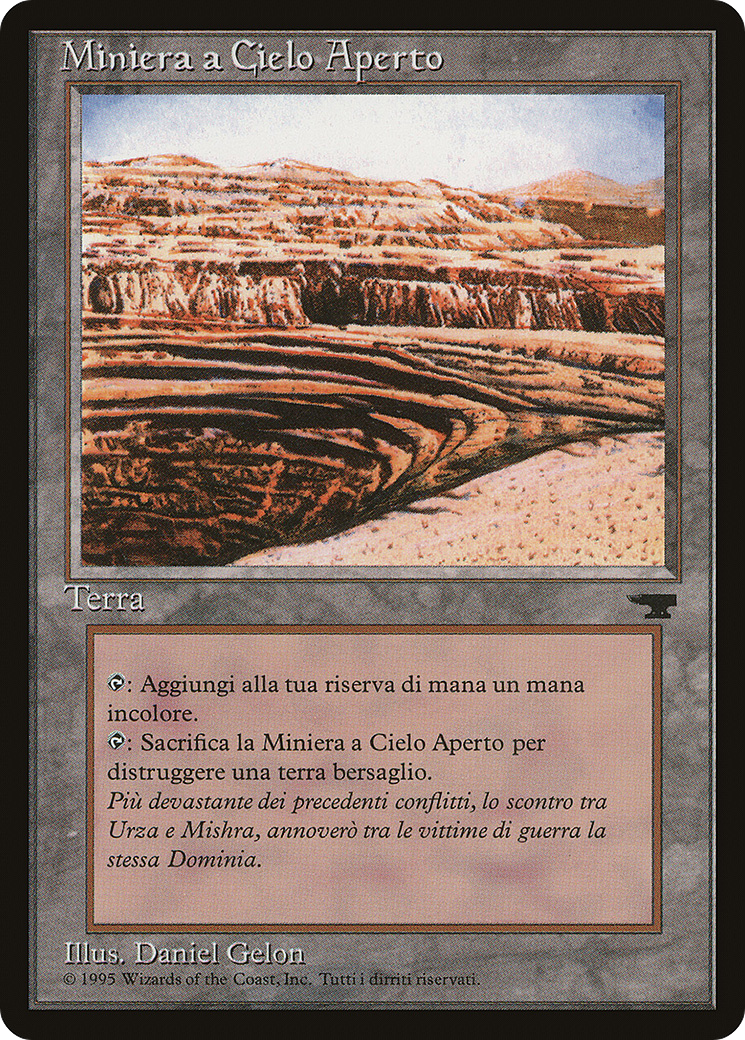 Miniera a Cielo Aperto
Terra
: Aggiungi alla tua riserva di mana un mana
incolore.
: Sacrifica la Miniera a Cielo Aperto per
distruggere una terra bersaglio.
Più devastante dei precedenti conflitti, lo scontro tra
Urza e Mishra, annoverò tra le vittime di guerra la
stessa Dominia.
Illus. Daniel Gelon
© 1995 Wizards of the Coast, Inc. Tutti i dirriti riservati.